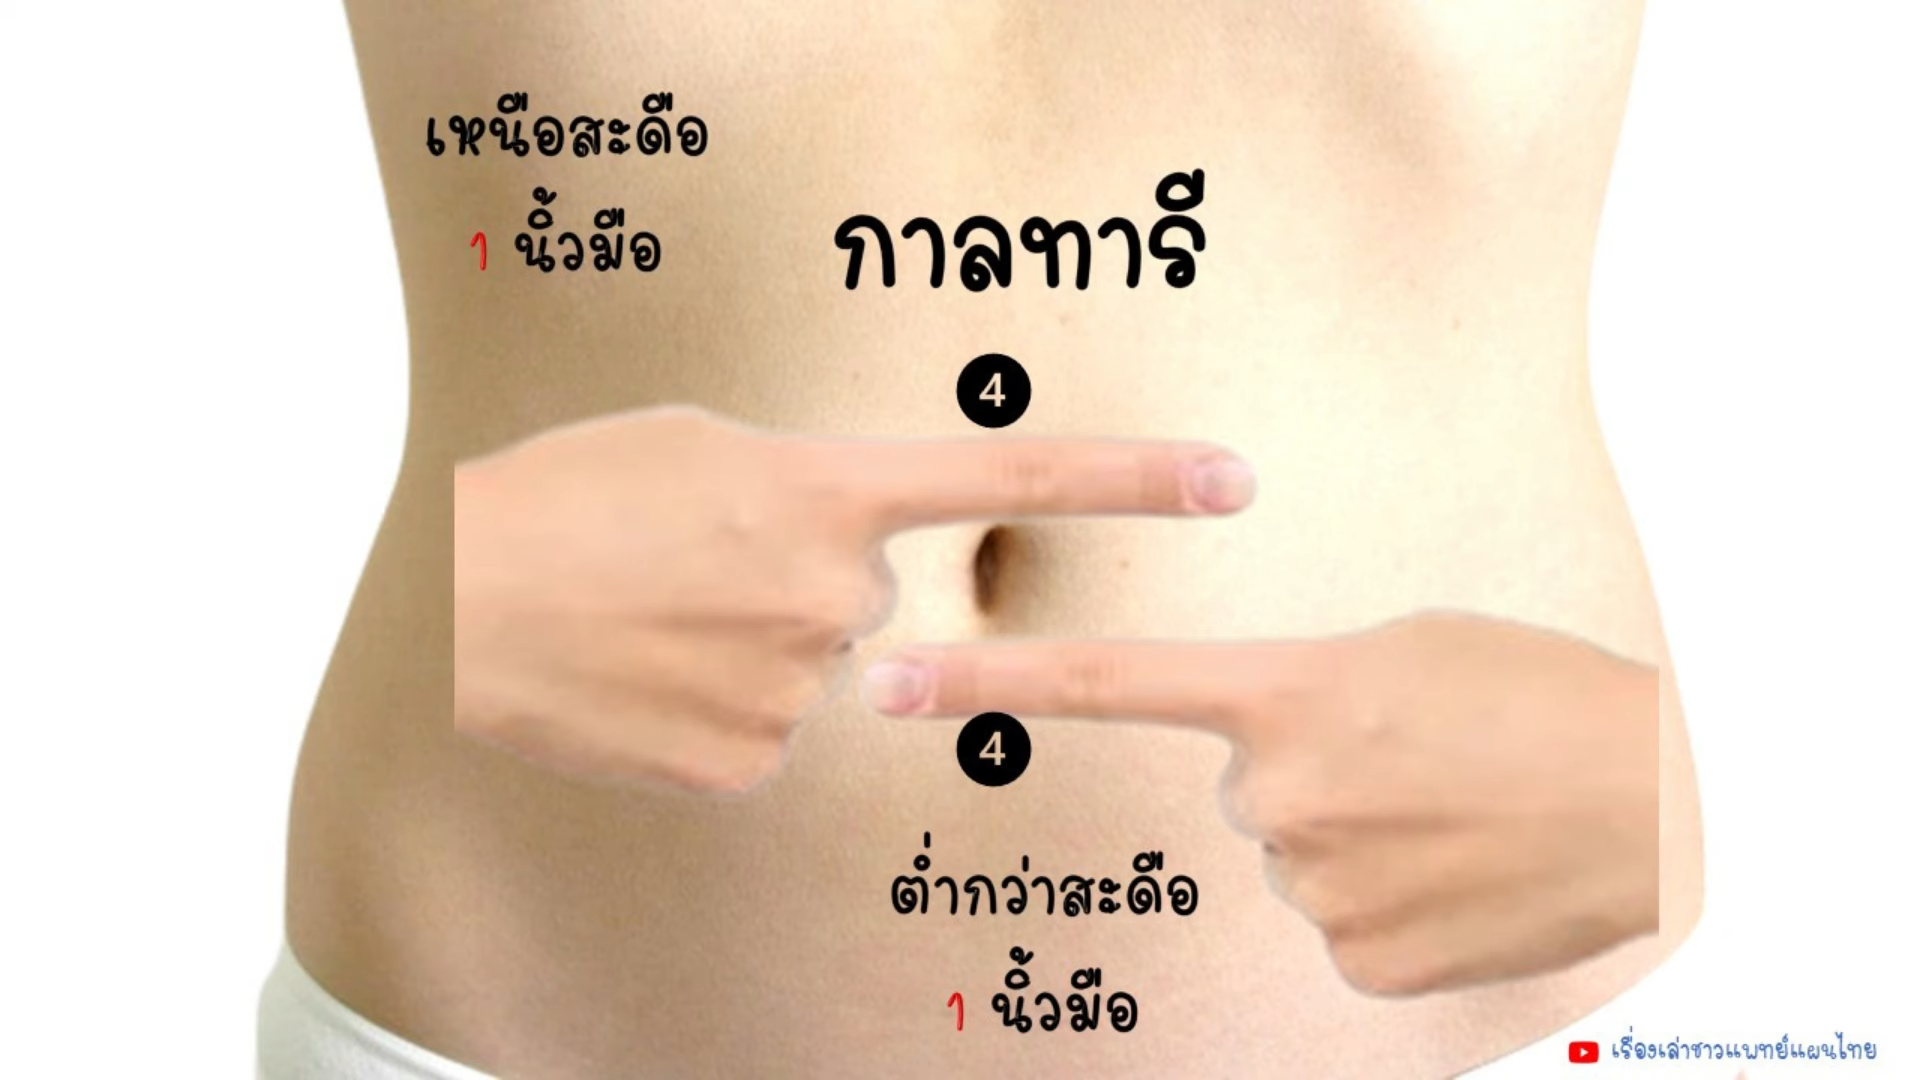 เหนือสะดือ
1 นิ้วมือ
กาลทารี
4
4
ต่ำกว่าสะดือ
1 นิ้วมือ
เรื่องเล่าชาวแพทย์แผนไทย